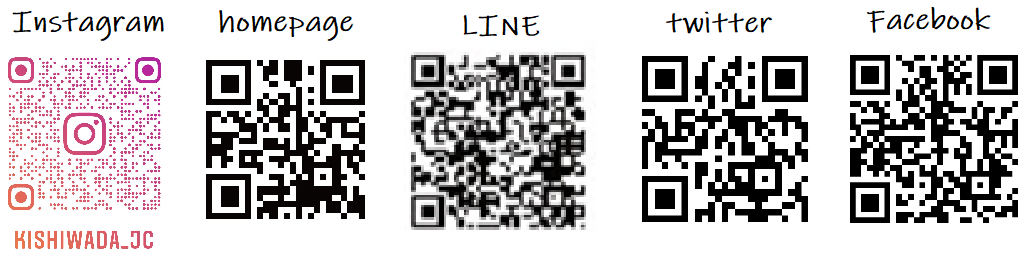 Instagram
homepage
LINE
twitter
Facebook
KISHIWADA_JC